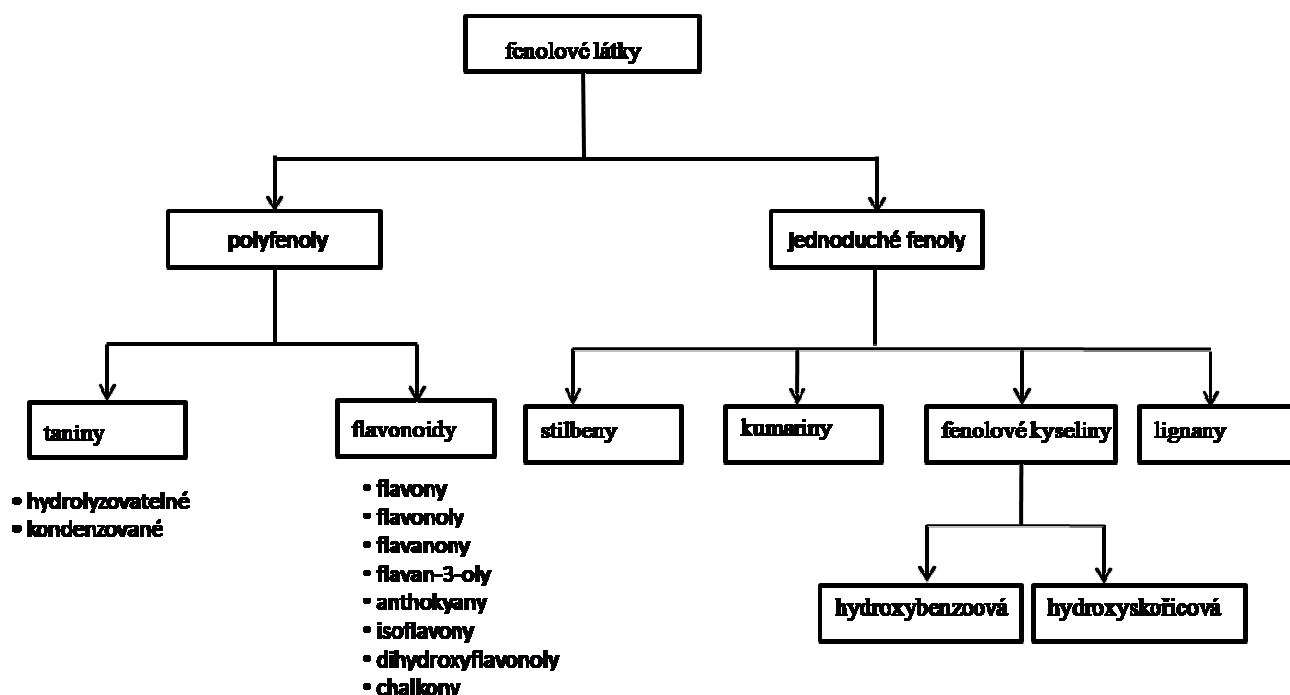 fenolové látky
polyfenoly
jednoduché fenoly
taniny
flavonoidy
stilbeny
kumariny
fenolové kyseliny
lignany
• hydrolyzovatelné
• kondenzované
• flavony
• flavonoly
• flavanony
• flavan-3-oly
• anthokyany
• isoflavony
• dihydroxyflavonoly
• chalkony
hydroxybenzoová
hydroxyskořicová